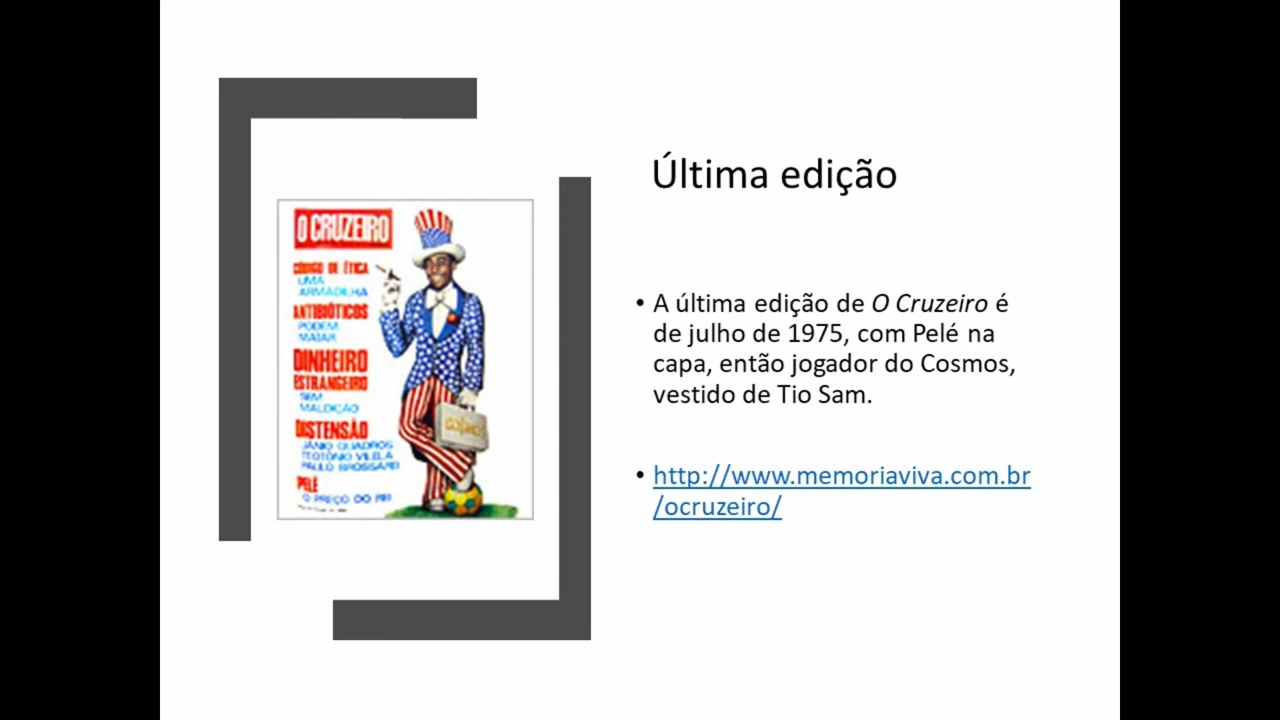 O CRUZEIRO
CÓDIGO DE ÉTICA
UMA
ARMADILHA
ANTIBIÓTICOS
PODEM
MATAR
DINHEIRO
ESTRANGEIRO
SEM
MALDIÇÃO
DISTENSÃO
JÂNIO QUADROS
TEOTÔNIO VILELA
PAULO BROSSARD
PELÉ
O PREÇO DO
COSMOS
Última edição
• A última edição de O Cruzeiro é
de julho de 1975, com Pelé na
capa, então jogador do Cosmos,
vestido de Tio Sam.
• http://www.memoriaviva.com.br
/ocruzeiro/